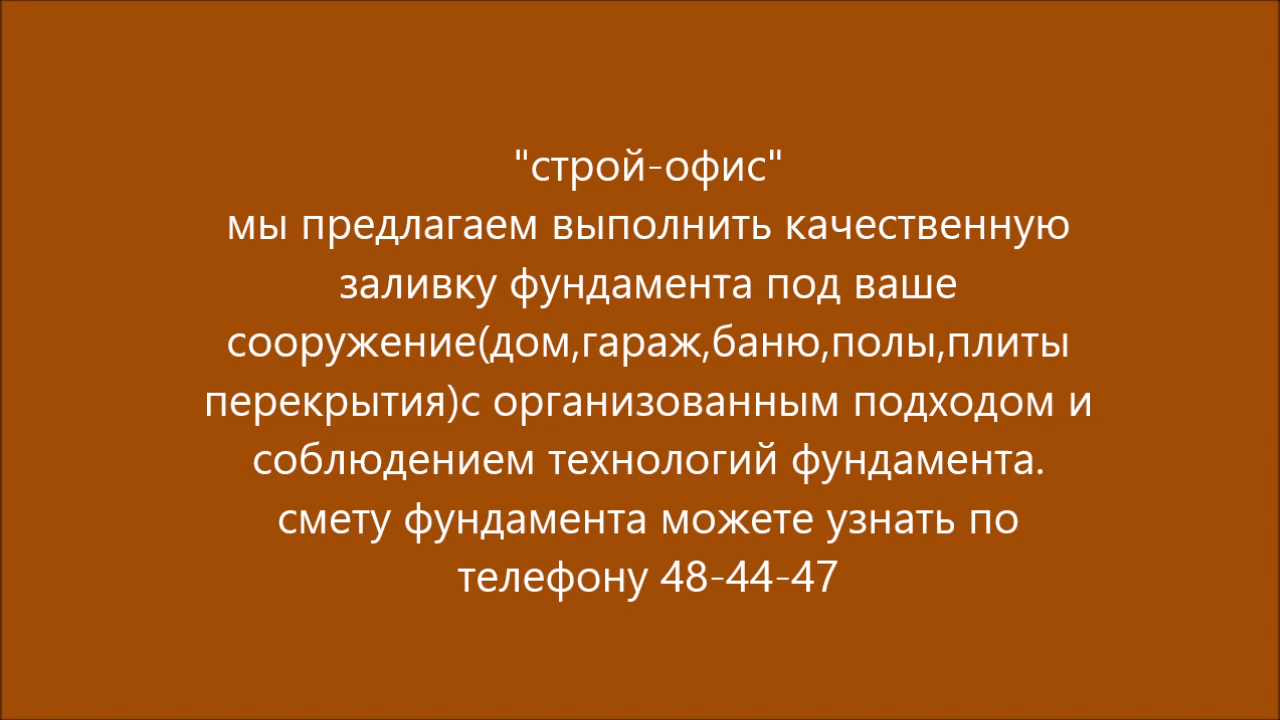 "строй-офис"
мы предлагаем выполнить качественную
заливку фундамента под ваше
сооружение(дом,гараж,баню,полы,плиты
перекрытия)с организованным подходом и
соблюдением технологий фундамента.
смету фундамента можете узнать по
телефону 48-44-47